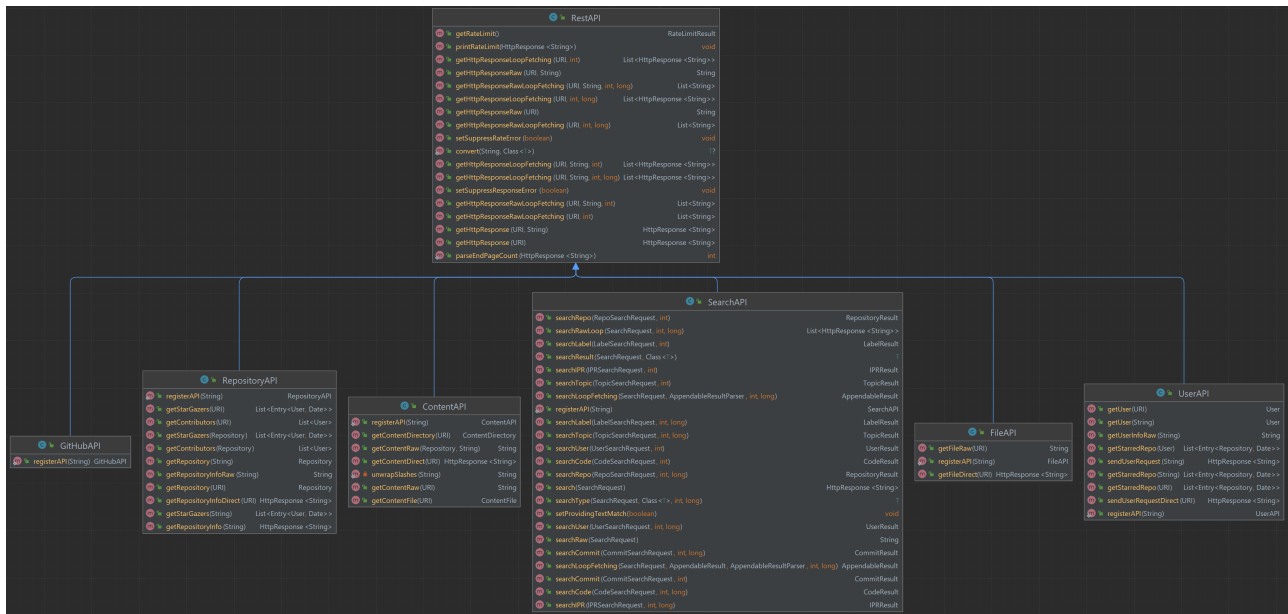 RestAPI
getRateLimit() RateLimitResult
printRateLimit(HttpResponse <String>) void
getHttpResponseLoopFetching (URI, int) List<HttpResponse <String>>
getHttpResponseRaw (URI, String) String
getHttpResponseRawLoopFetching (URI, String, int, long) List<String>
getHttpResponseLoopFetching (URI, int, long) List<HttpResponse <String>>
getHttpResponseRaw (URI) String
getHttpResponseRawLoopFetching (URI, int, long) List<String>
setSuppressRateError (boolean) void
convert(String, Class <T>) T?
getHttpResponseLoopFetching (URI, String, int) List<HttpResponse <String>>
getHttpResponseLoopFetching (URI, String, int, long) List<HttpResponse <String>>
setSuppressResponseError (boolean) void
getHttpResponseRawLoopFetching (URI, String, int) List<String>
getHttpResponseRawLoopFetching (URI, int) List<String>
getHttpResponse (URI, String) HttpResponse <String>
getHttpResponse (URI) HttpResponse <String>
parseEndPageCount (HttpResponse <String>) int
GitHubAPI
registerAPI(String) GitHubAPI
RepositoryAPI
registerAPI(String) RepositoryAPI
getStarGazers(URI) List<Entry<User, Date>>
getContributors(URI) List<User>
getStarGazers(Repository) List<Entry<User, Date>>
getContributors(Repository) List<User>
getRepository(String) Repository
getRepositoryInfoRaw (String) String
getRepository(URI) Repository
getRepositoryInfoDirect (URI) HttpResponse <String>
getStarGazers(String) List<Entry<User, Date>>
getRepositoryInfo (String) HttpResponse <String>
ContentAPI
registerAPI(String) ContentAPI
getContentDirectory(URI) ContentDirectory
getContentRaw (Repository, String) String
getContentDirect(URI) HttpResponse<String>
unwrapSlashes (String) String
getContentRaw (URI) String
getContentFile(URI) ContentFile
SearchAPI
searchRepo (RepoSearchRequest, int) RepositoryResult
searchRawLoop (SearchRequest, int, long) List<HttpResponse <String>>
searchLabel(LabelSearchRequest, int) LabelResult
searchResult(SearchRequest, Class <T>) T
searchIPR(IPRSearchRequest, int) IPRResult
searchTopic(TopicSearchRequest, int) TopicResult
searchLoopFetching (SearchRequest, AppendableResultParser, int, long) AppendableResult
registerAPI(String) SearchAPI
searchLabel(LabelSearchRequest, int, long) LabelResult
searchTopic(TopicSearchRequest, int, long) TopicResult
searchUser (UserSearchRequest, int) UserResult
searchCode (CodeSearchRequest, int) CodeResult
searchRepo (RepoSearchRequest, int, long) RepositoryResult
search(SearchRequest) HttpResponse <String>
searchType (SearchRequest, Class <T>, int, long) T
setProvidingTextMatch(boolean) void
searchUser (UserSearchRequest, int, long) UserResult
searchRaw (SearchRequest) String
searchCommit (CommitSearchRequest, int, long) CommitResult
searchLoopFetching (SearchRequest, AppendableResult, AppendableResultParser, int, long) AppendableResult
searchCommit (CommitSearchRequest, int) CommitResult
searchCode (CodeSearchRequest, int, long) CodeResult
searchIPR (IPRSearchRequest, int, long) IPRResult
FileAPI
getFileRaw(URI) String
registerAPI(String) FileAPI
getFileDirect(URI) HttpResponse <String>
UserAPI
getUser(URI) User
getUser(String) User
getUserInfoRaw (String) String
getStarredRepo (User) List<Entry<Repository, Date>>
sendUserRequest (String) HttpResponse <String>
getStarredRepo (String) List<Entry<Repository, Date>>
getStarredRepo (URI) List<Entry<Repository, Date>>
sendUserRequestDirect (URI) HttpResponse <String>
registerAPI(String) UserAPI